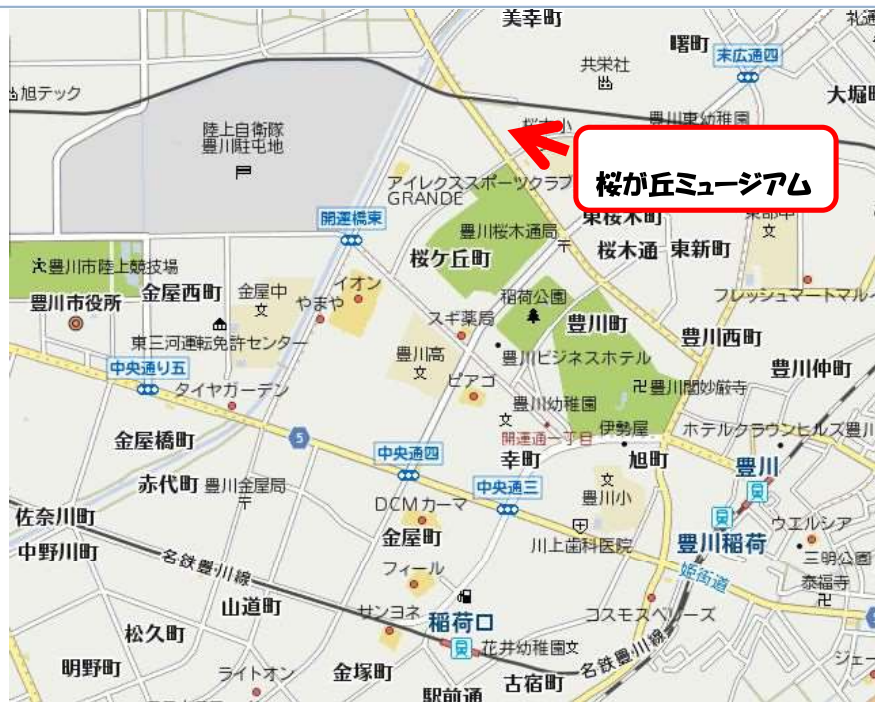 美幸町
曙町
末広通四
共栄社
大堀町
旭テック
豊川東幼稚園
陸上自衛隊
豊川駐屯地
桜が丘ミュージアム
アイレクススポーツクラブ
GRANDE
開運橋東
豊川桜木通局
東桜木町
桜ケ丘町
桜木通
東新町
豊川市陸上競技場
豊川市役所
金屋西町
金屋中
文
やまや
イオン
稲荷公園
フレッシュマートマルイ
スギ薬局
豊川町
豊川西町
東三河運転免許センター
豊川高
文
豊川ビジネスホテル
豊川仲町
中央通り五
タイヤガーデン
ピアゴ
卍豊川閣妙厳寺
豊川幼稚園
文
開運通一丁目
伊勢屋
ホテルクラウンヒルズ豊川
金屋橋町
5
中央通四
幸町
旭町
豊川
赤代町
豊川金屋局
中央通三
文
豊川小
佐奈川町
DCMカーマ
ウエルシア
中野川町
金屋町
川上歯科医院
豊川稲荷
三明公園
名鉄豊川線
フィール
姫街道
泰福寺
卍
山道町
サンヨネ
稲荷口
コスモスベリーズ
松久町
花井幼稚園文
名鉄豊川線
明野町
ライトオン
金塚町
古宿町
駅前通